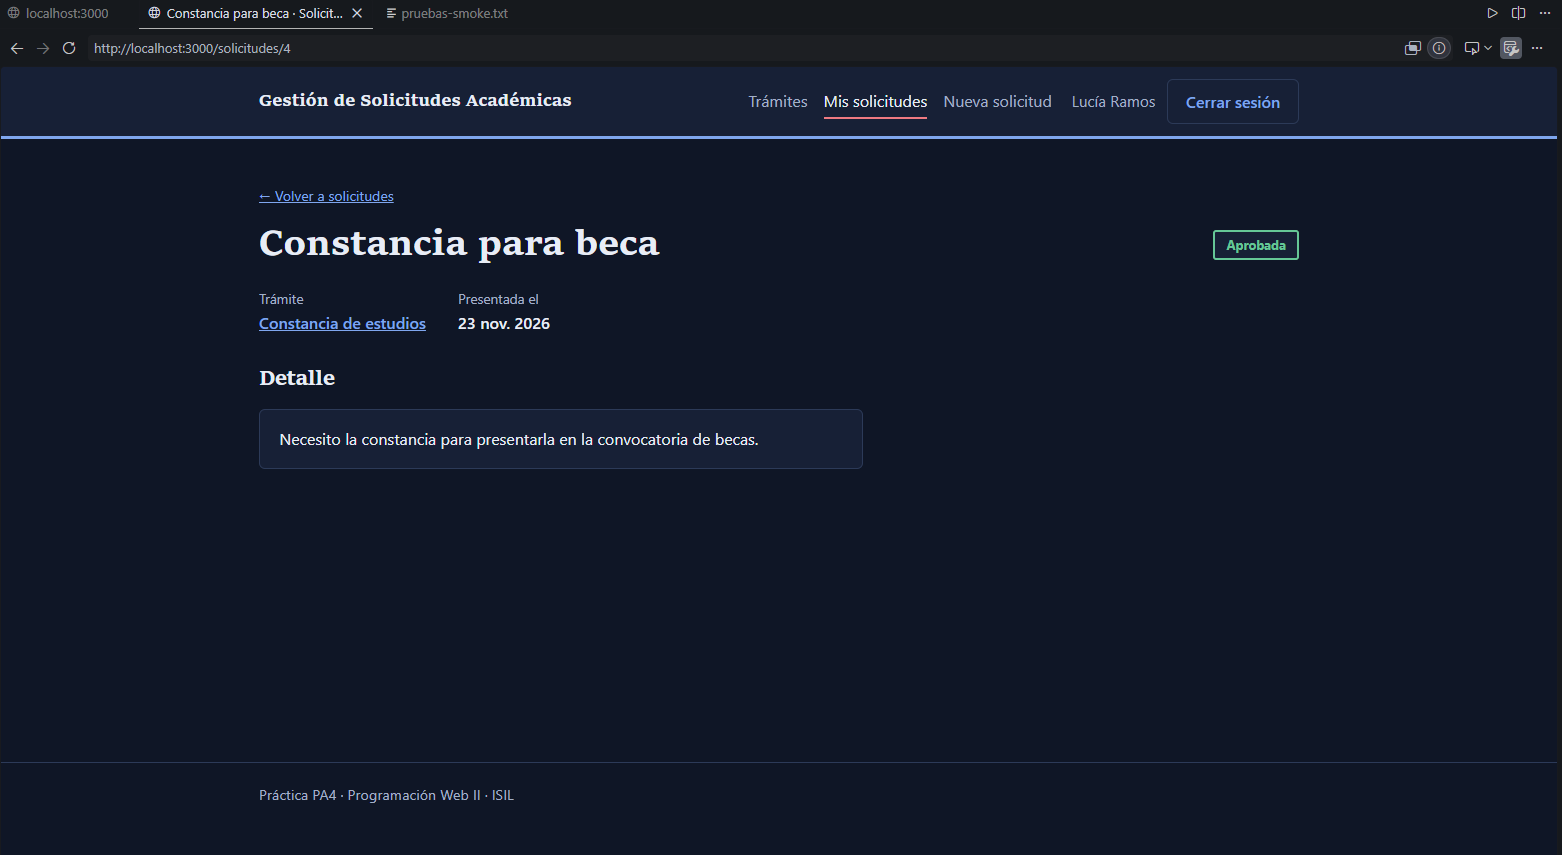 localhost:3000 Constancia para beca · Solicit... pruebas-smoke.txt
http://localhost:3000/solicitudes/4
Gestión de Solicitudes Académicas Trámites Mis solicitudes Nueva solicitud Lucía Ramos Cerrar sesión
← Volver a solicitudes
Constancia para beca Aprobada
Trámite Presentada el
Constancia de estudios 23 nov. 2026
Detalle
Necesito la constancia para presentarla en la convocatoria de becas.
Práctica PA4 · Programación Web II · ISIL